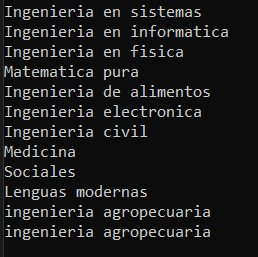 Ingenieria en sistemas
Ingenieria en informatica
Ingenieria en fisica
Matematica pura
Ingenieria de alimentos
Ingenieria electronica
Ingenieria civil
Medicina
Sociales
Lenguas modernas
ingenieria agropecuaria
ingenieria agropecuaria